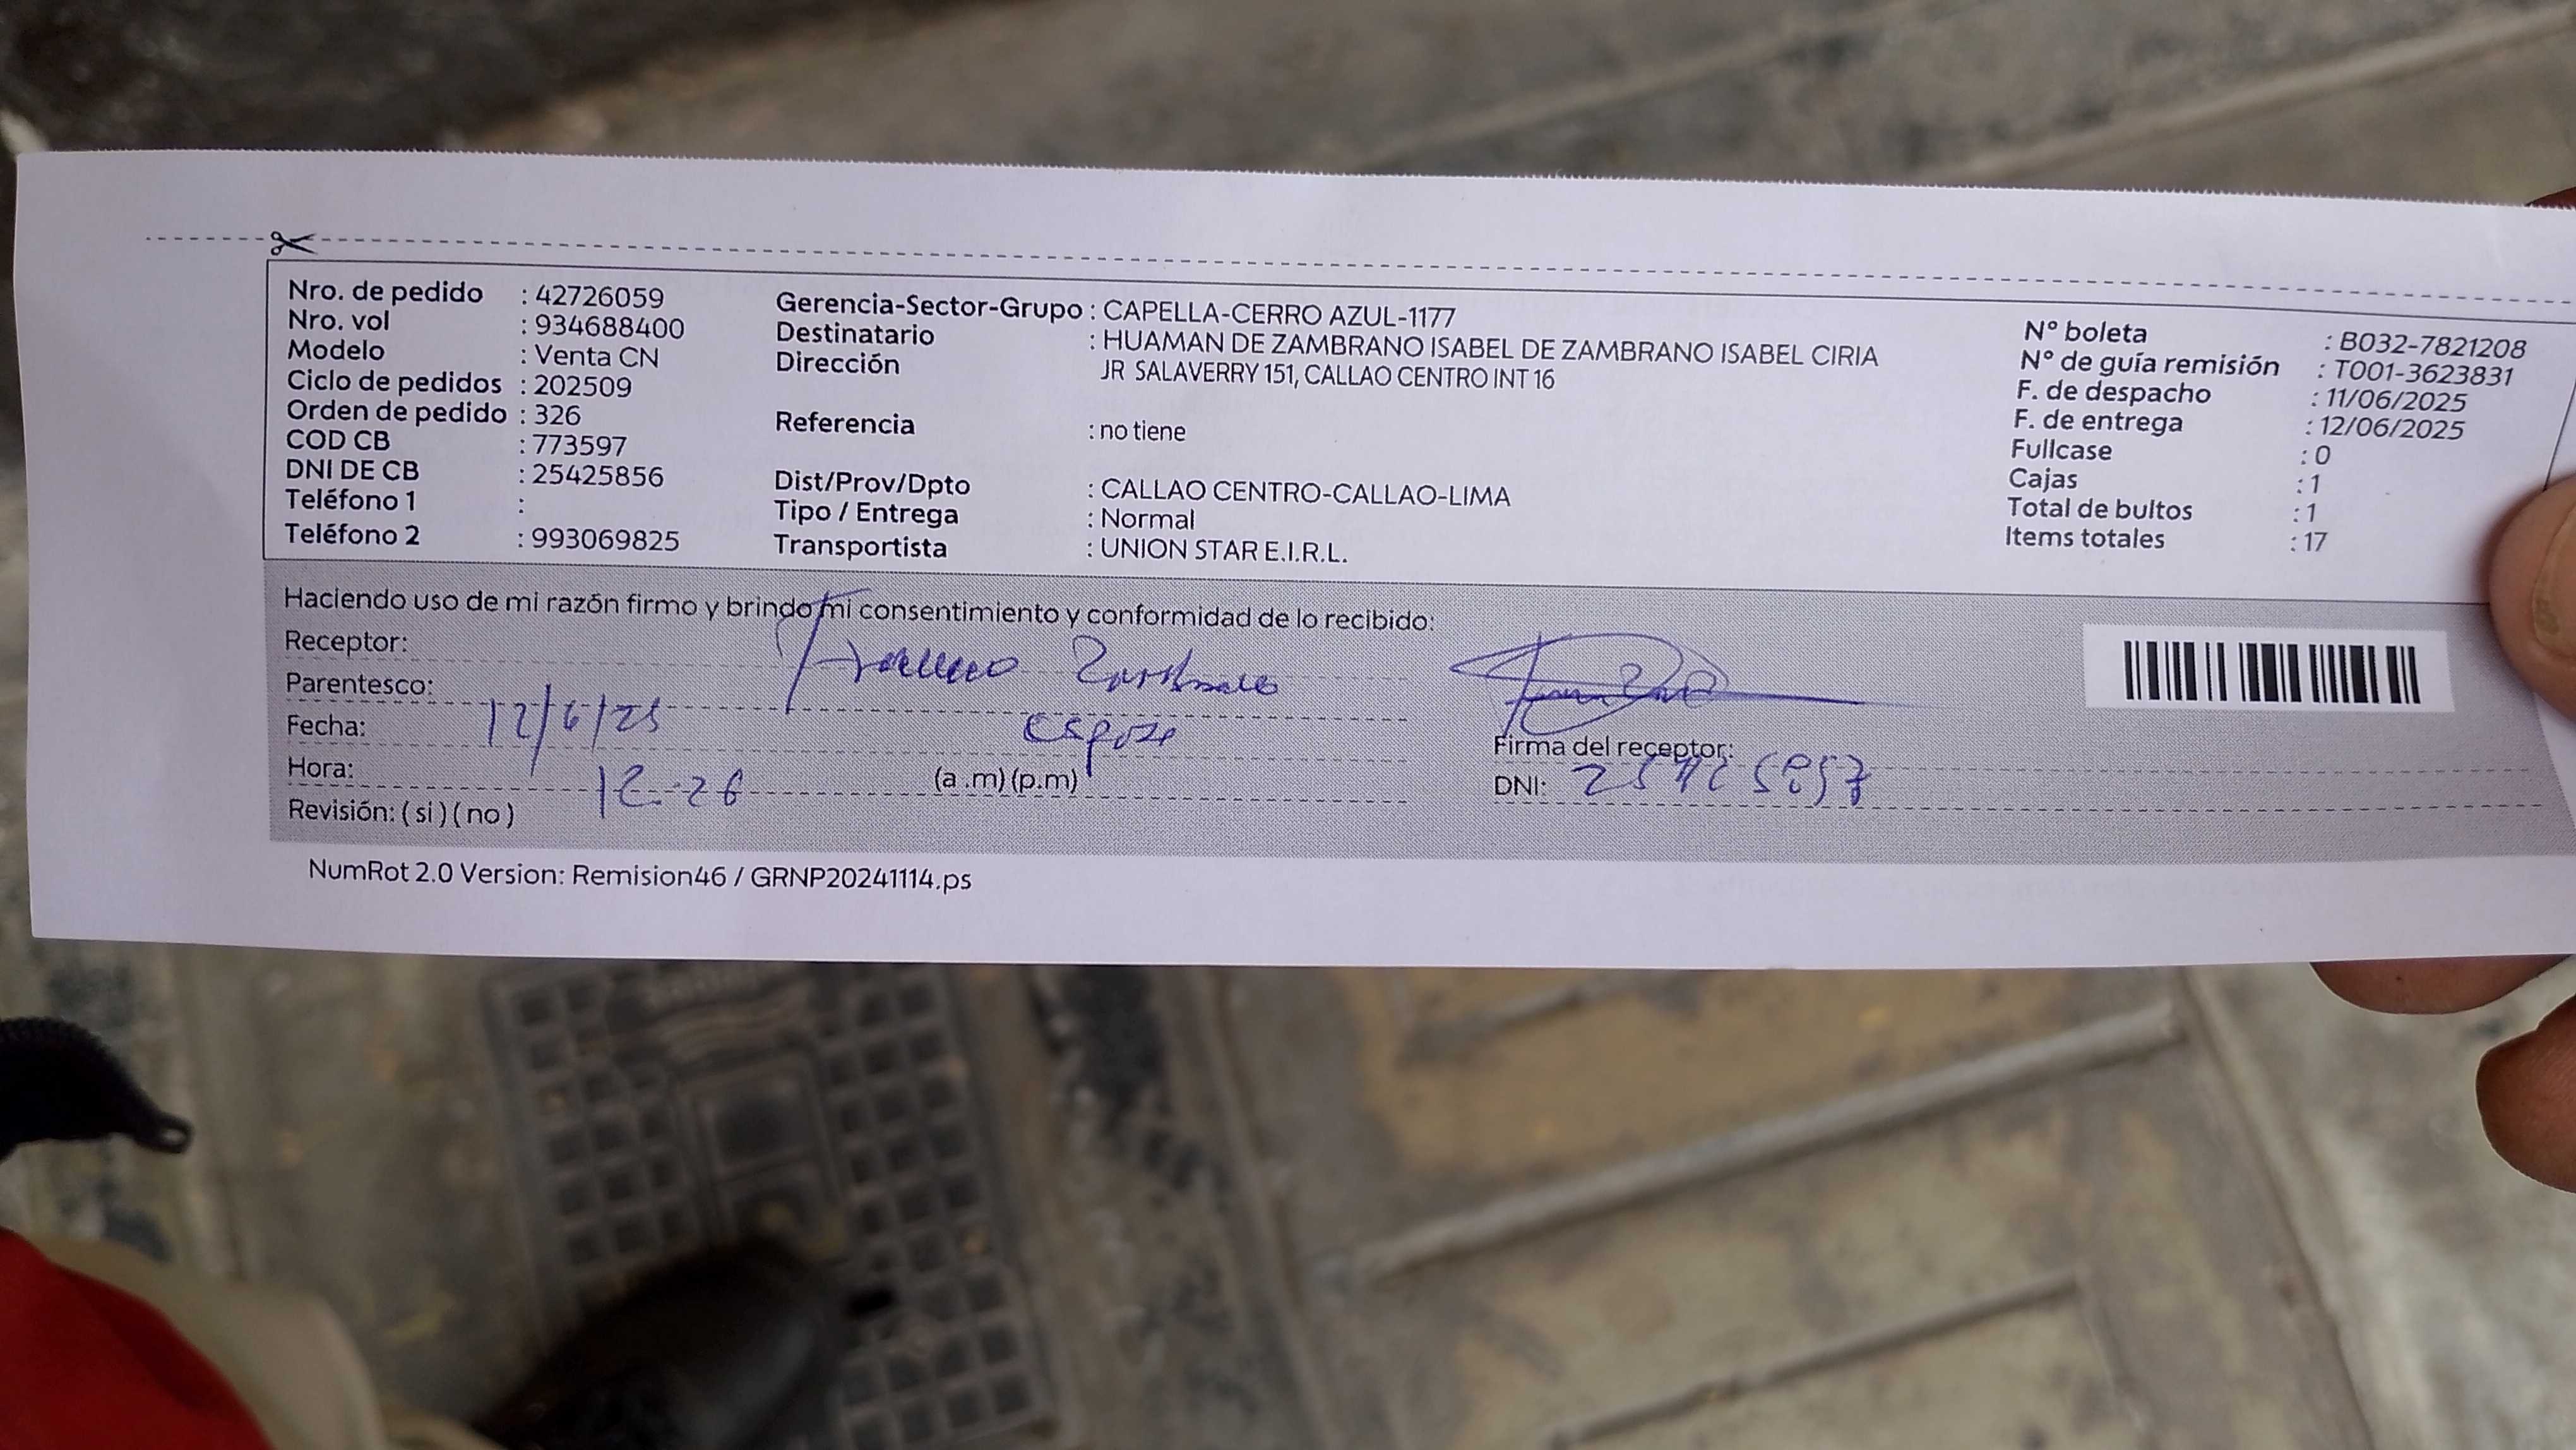 Nro. de pedido : 42726059
Nro. vol : 934688400
Modelo : Venta CN
Ciclo de pedidos : 202509
Orden de pedido : 326
COD CB : 773597
DNI DE CB : 25425856
Teléfono 1 :
Teléfono 2 : 993069825
Gerencia-Sector-Grupo : CAPELLA-CERRO AZUL-1177
Destinatario : HUAMAN DE ZAMBRANO ISABEL DE ZAMBRANO ISABEL CIRIA
Dirección JR SALAVERRY 151, CALLAO CENTRO INT 16
Referencia : no tiene
Dist/Prov/Dpto : CALLAO CENTRO-CALLAO-LIMA
Tipo / Entrega : Normal
Transportista : UNION STAR E.I.R.L.
N° boleta : B032-7821208
N° de guía remisión : T001-3623831
F. de despacho : 11/06/2025
F. de entrega : 12/06/2025
Fullcase : 0
Cajas : 1
Total de bultos : 1
Items totales : 17
Haciendo uso de mi razón firmo y brindo mi consentimiento y conformidad de lo recibido:
Receptor:
Parentesco: esposo
Fecha: 12/6/25
Hora: 12-26 (a.m)(p.m)
Revisión: (si)(no)
Firma del receptor:
DNI:
NumRot 2.0 Version: Remision46 / GRNP20241114.ps